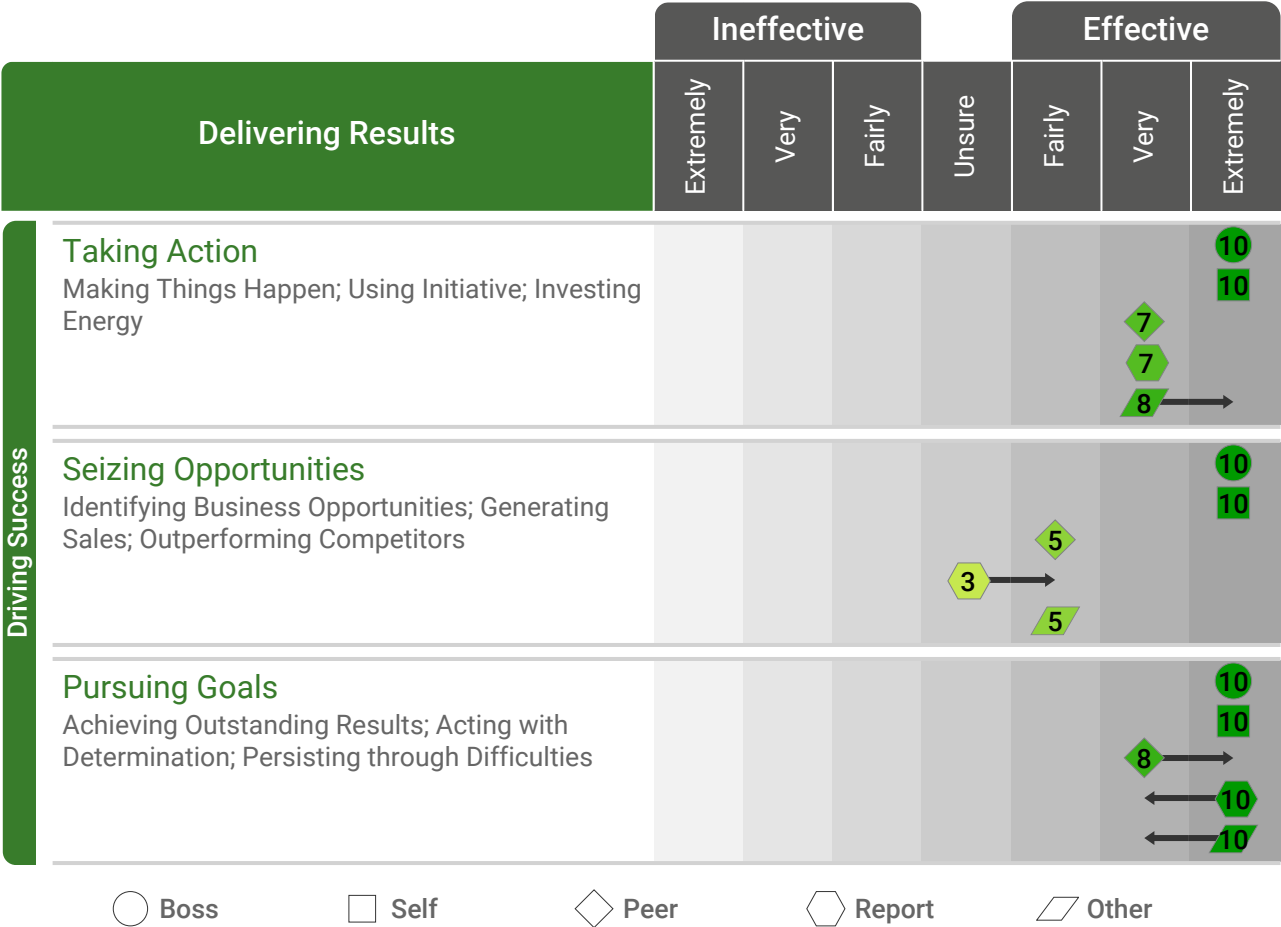 Ineffective
Effective
Delivering Results
Extremely
Very
Fairly
Unsure
Fairly
Very
Extremely
Driving Success
Taking Action
Making Things Happen; Using Initiative; Investing
Energy
10
10
7
7
8
Seizing Opportunities
Identifying Business Opportunities; Generating
Sales; Outperforming Competitors
10
10
5
3
5
Pursuing Goals
Achieving Outstanding Results; Acting with
Determination; Persisting through Difficulties
10
10
8
10
10
Boss
Self
Peer
Report
Other